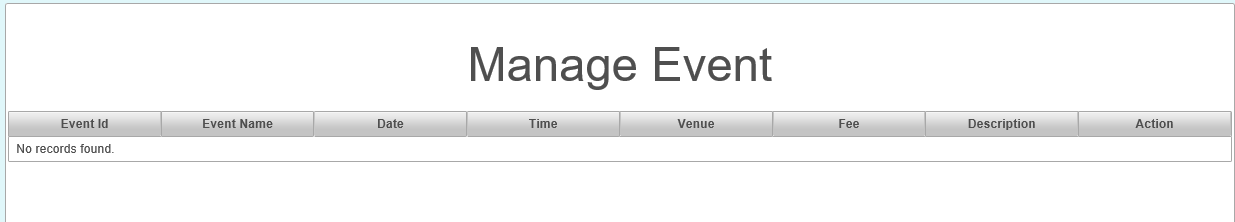 Manage Event
Event Id Event Name Date Time Venue Fee Description Action
No records found.